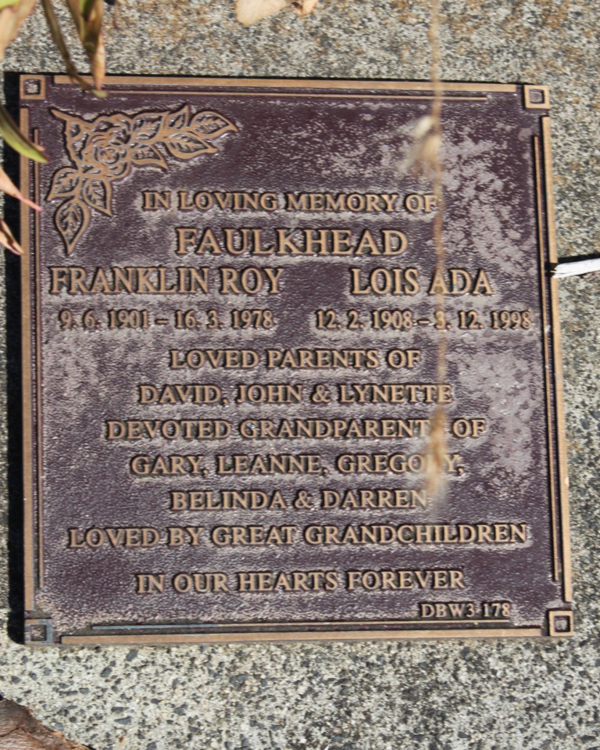 IN LOVING MEMORY OF
FAULKHEAD
FRANKLIN ROY LOIS ADA
9. 6. 1901 – 16. 3. 1978 12. 2. 1908 – 3. 12. 1998
LOVED PARENTS OF
DAVID, JOHN & LYNETTE
DEVOTED GRANDPARENTS OF
GARY, LEANNE, GREGORY,
BELINDA & DARREN
LOVED BY GREAT GRANDCHILDREN
IN OUR HEARTS FOREVER
DBW3 178